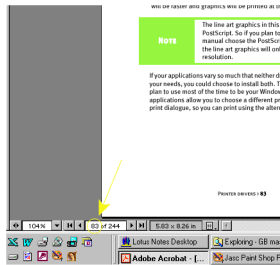 will be faster and graphics will be printed at th
The line art graphics in this
PostScript. So if you plan to
NOTE
manual choose the PostScri
the line art graphics will onl
resolution.
If your applications vary so much that neither d
your needs, you could choose to install both. T
plan to use most of the time to be your Window
applications allow you to choose a different pr
print dialogue, so you can print using the altern
PRINTER DRIVERS › 83
104% 83 of 244 5.83 x 8.26 in
Lotus Notes Desktop Exploring - GB ma
Adobe Acrobat - [... Jasc Paint Shop P